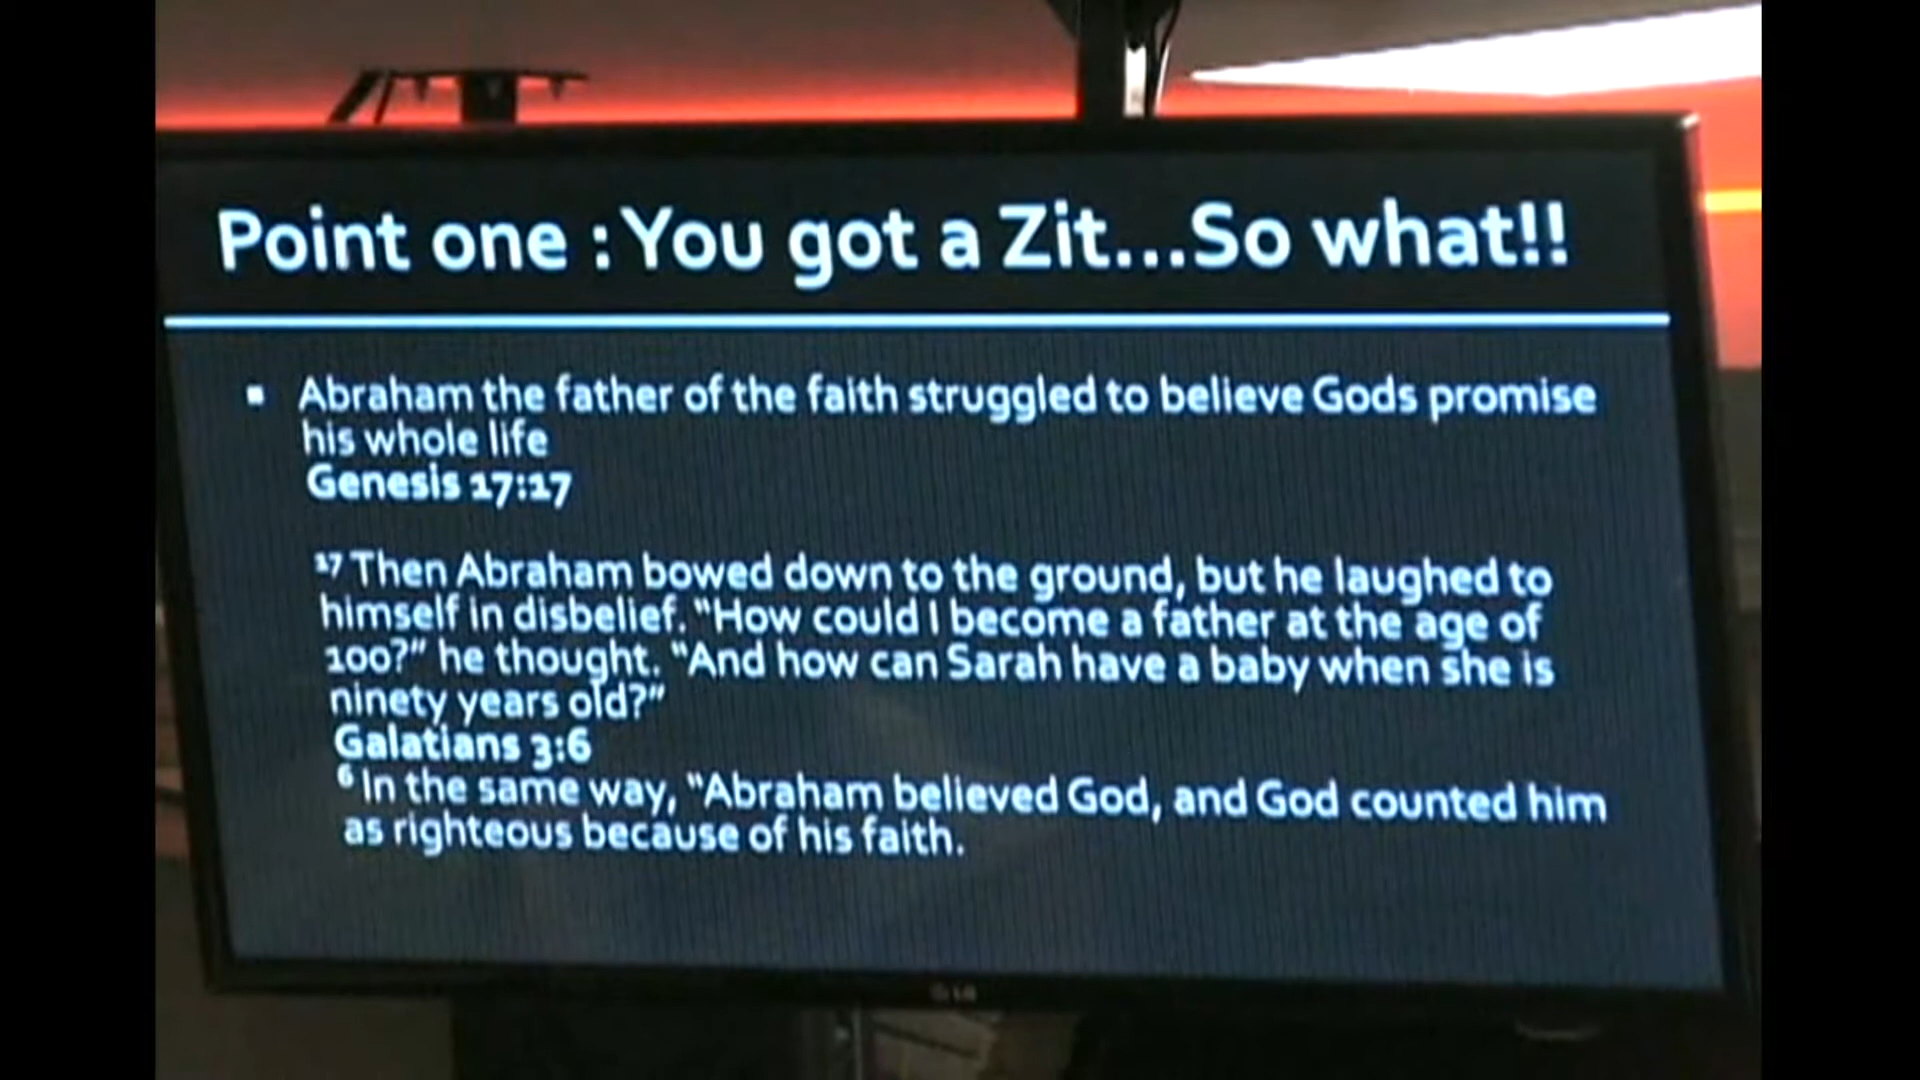 Point one : You got a Zit...So what!!
▪ Abraham the father of the faith struggled to believe Gods promise
his whole life
Genesis 17:17
17 Then Abraham bowed down to the ground, but he laughed to
himself in disbelief. "How could I become a father at the age of
100?" he thought. "And how can Sarah have a baby when she is
ninety years old?"
Galatians 3:6
6 In the same way, "Abraham believed God, and God counted him
as righteous because of his faith.
LG